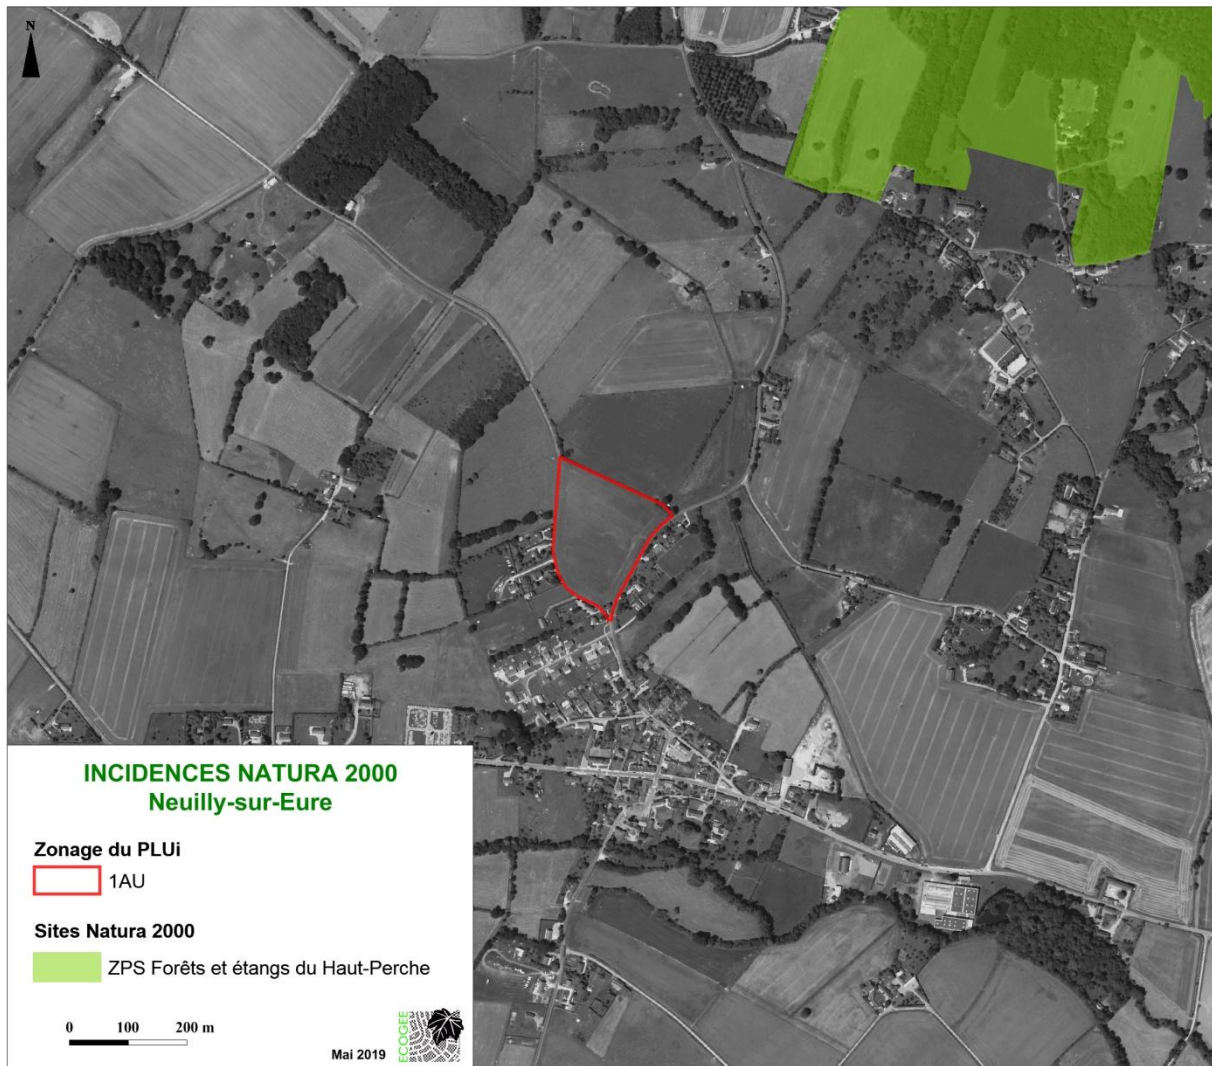 N
INCIDENCES NATURA 2000
Neuilly-sur-Eure
Zonage du PLUi
1AU
Sites Natura 2000
ZPS Forêts et étangs du Haut-Perche
0 100 200 m
Mai 2019
ECOGEE